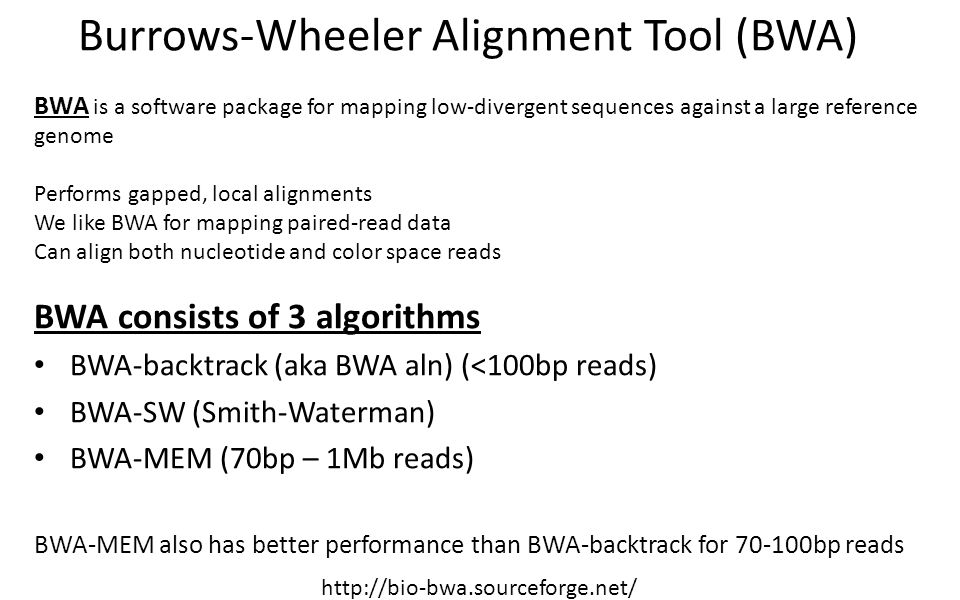 Burrows-Wheeler Alignment Tool (BWA)
BWA is a software package for mapping low-divergent sequences against a large reference
genome
Performs gapped, local alignments
We like BWA for mapping paired-read data
Can align both nucleotide and color space reads
BWA consists of 3 algorithms
• BWA-backtrack (aka BWA aln) (<100bp reads)
• BWA-SW (Smith-Waterman)
• BWA-MEM (70bp – 1Mb reads)
BWA-MEM also has better performance than BWA-backtrack for 70-100bp reads
http://bio-bwa.sourceforge.net/